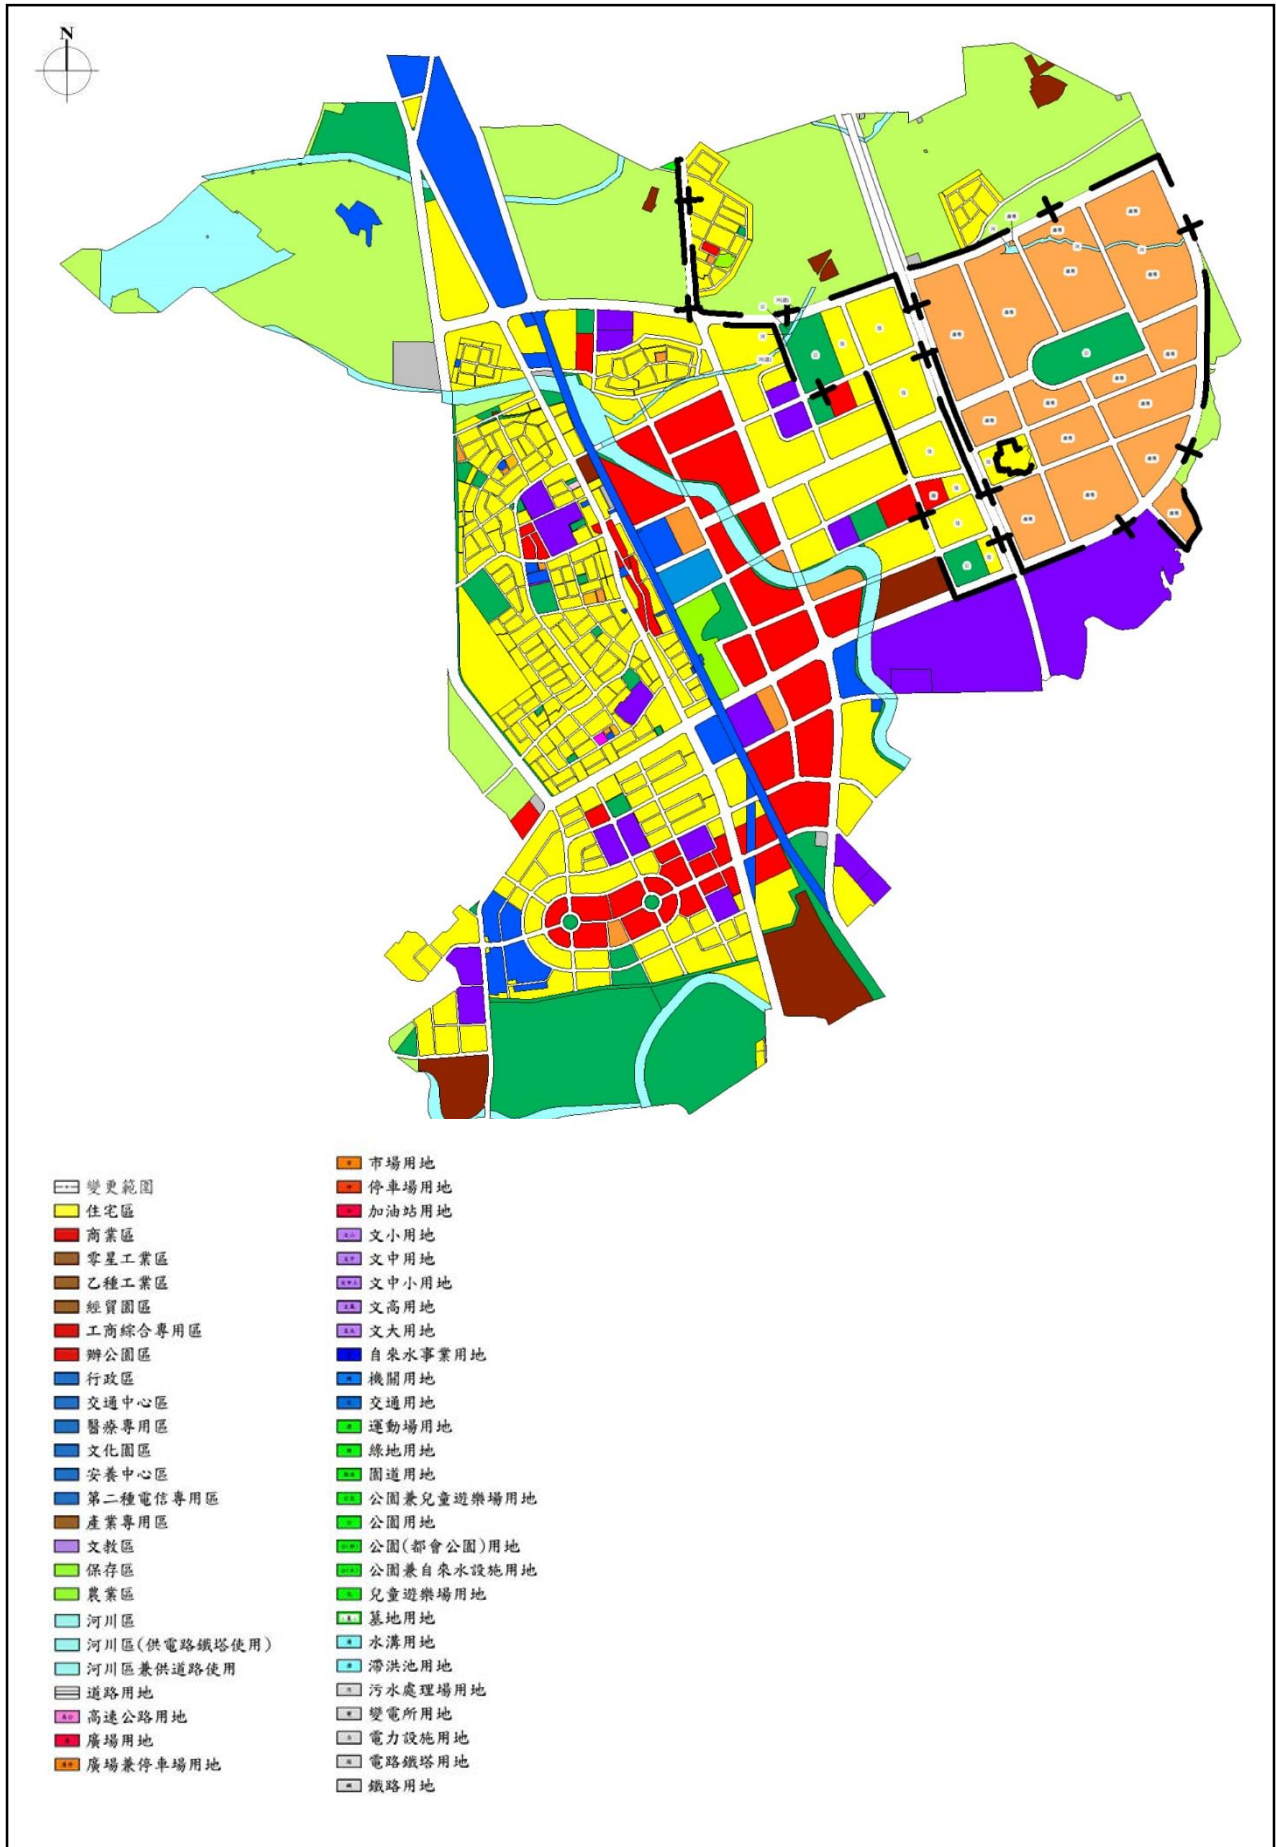 N
變更範圍
住宅區
商業區
零星工業區
乙種工業區
經貿園區
工商綜合專用區
辦公園區
行政區
交通中心區
醫療專用區
文化園區
安養中心區
第二種電信專用區
產業專用區
文教區
保存區
農業區
河川區
河川區(供電路鐵塔使用)
河川區兼供道路使用
道路用地
高速公路用地
廣場用地
廣場兼停車場用地
市場用地
停車場用地
加油站用地
文小用地
文中用地
文中小用地
文高用地
文大用地
自來水事業用地
機關用地
交通用地
運動場用地
綠地用地
園道用地
公園兼兒童遊樂場用地
公園用地
公園(都會公園)用地
公園兼自來水設施用地
兒童遊樂場用地
墓地用地
水溝用地
滯洪池用地
污水處理場用地
變電所用地
電力設施用地
電路鐵塔用地
鐵路用地